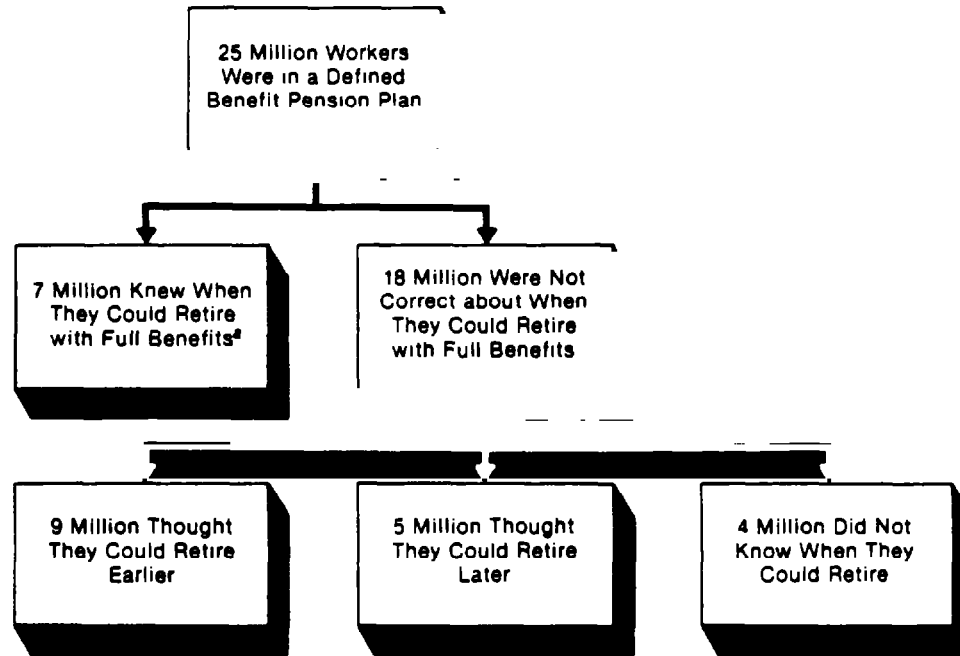 25 Million Workers
Were in a Defined
Benefit Pension Plan
7 Million Knew When
They Could Retire
with Full Benefits²
18 Million Were Not
Correct about When
They Could Retire
with Full Benefits
9 Million Thought
They Could Retire
Earlier
5 Million Thought
They Could Retire
Later
4 Million Did Not
Know When They
Could Retire